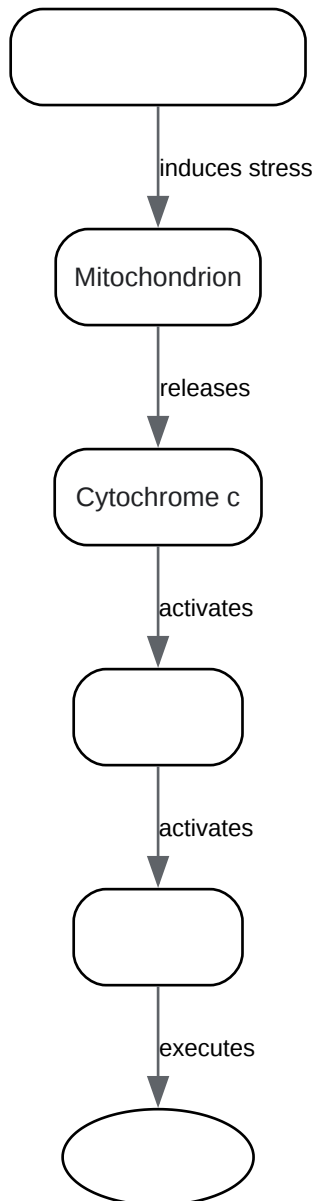 induces stress
Mitochondrion
releases
Cytochrome c
activates
activates
executes